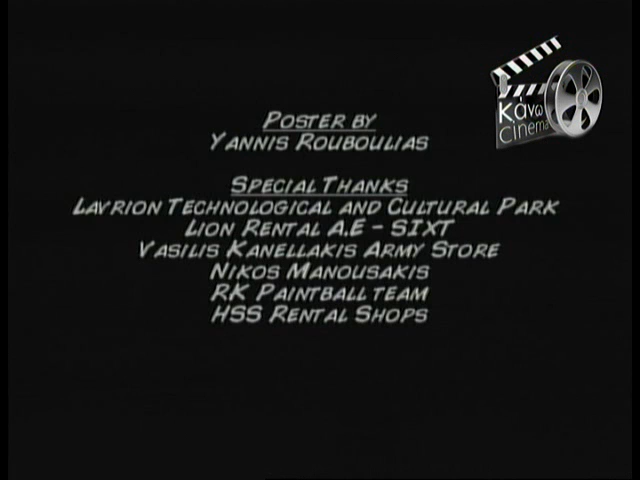 Κάνω
Cinema
POSTER BY
YANNIS ROUBOULIAS
SPECIAL THANKS
LAVRION TECHNOLOGICAL AND CULTURAL PARK
LION RENTAL A.E - SIXT
VASILIS KANELLAKIS ARMY STORE
NIKOS MANOUSAKIS
RK PAINTBALL TEAM
HSS RENTAL SHOPS